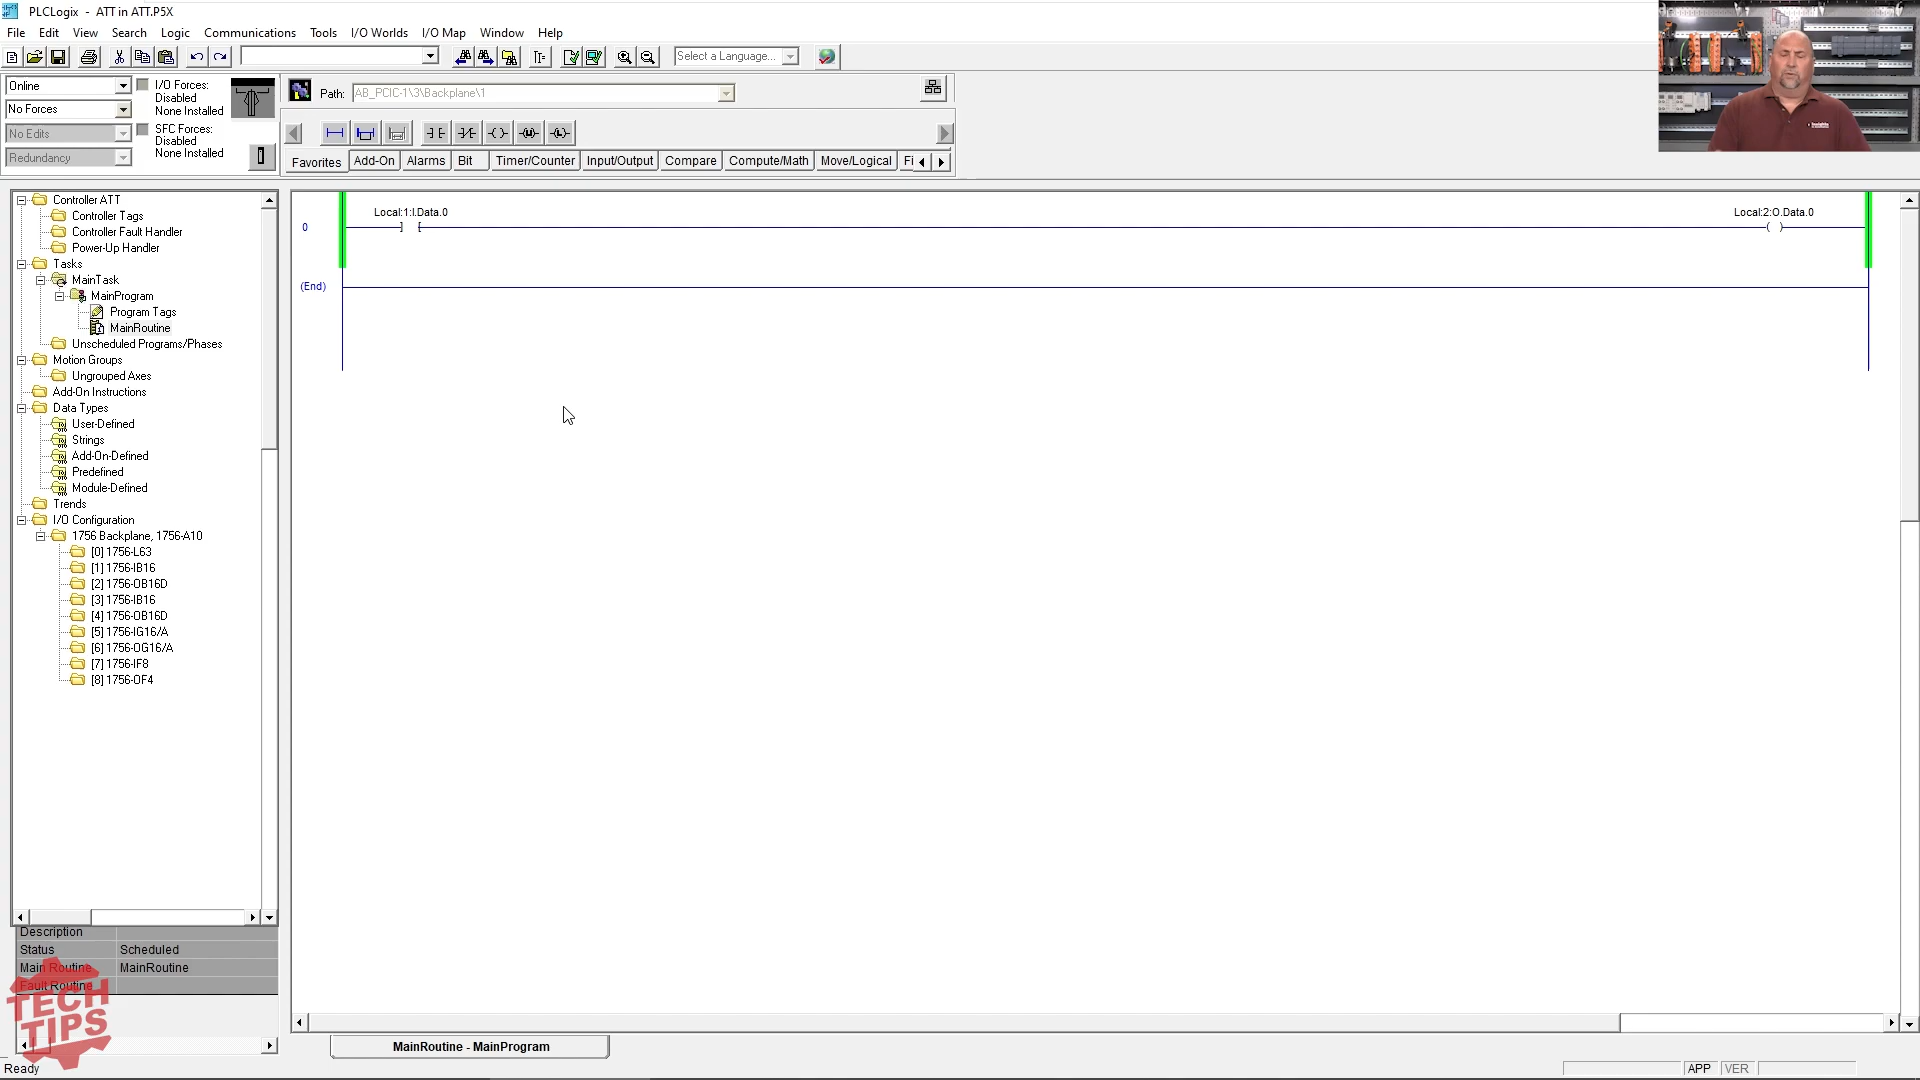 PLCLogix - ATT in ATT.P5X
File Edit View Search Logic Communications Tools I/O Worlds I/O Map Window Help
Select a Language...
Online
No Forces
No Edits
Redundancy
I/O Forces:
Disabled
None Installed
SFC Forces:
Disabled
None Installed
Path: AB_PCIC-1\3\Backplane\1
Favorites Add-On Alarms Bit Timer/Counter Input/Output Compare Compute/Math Move/Logical Fi
Controller ATT
Controller Tags
Controller Fault Handler
Power-Up Handler
Tasks
MainTask
MainProgram
Program Tags
MainRoutine
Unscheduled Programs/Phases
Motion Groups
Ungrouped Axes
Add-On Instructions
Data Types
User-Defined
Strings
Add-On-Defined
Predefined
Module-Defined
Trends
I/O Configuration
1756 Backplane, 1756-A10
[0] 1756-L63
[1] 1756-IB16
[2] 1756-OB16D
[3] 1756-IB16
[4] 1756-OB16D
[5] 1756-IG16/A
[6] 1756-OG16/A
[7] 1756-IF8
[8] 1756-OF4
Description
Status Scheduled
Main Routine MainRoutine
Fault Routine
TECH
TIPS
Local:1:I.Data.0
Local:2:O.Data.0
0
(End)
MainRoutine - MainProgram
Ready
APP VER